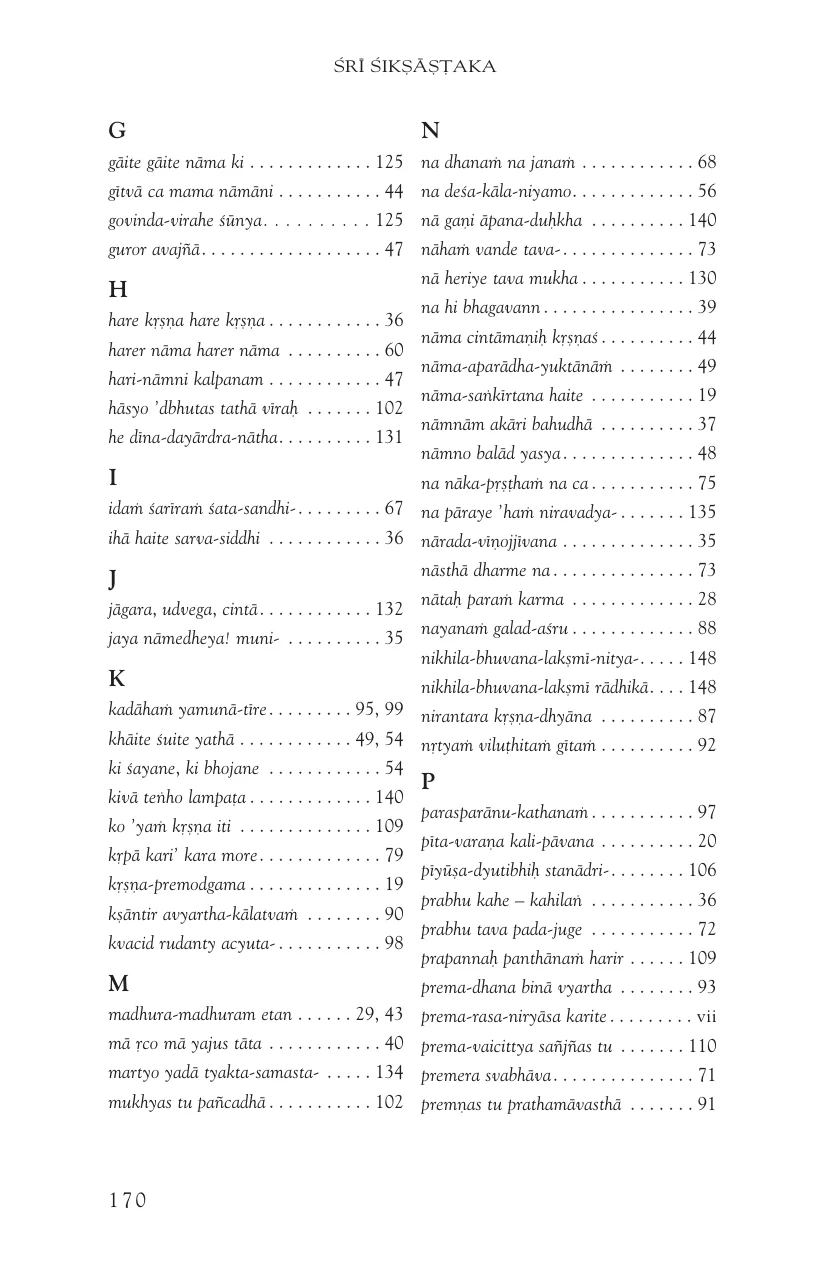 ŚRĪ ŚIKṢĀṢṬAKA
G
gāite gāite nāma ki . . . . . . . . . . . . . 125
gītvā ca mama nāmāni . . . . . . . . . . . 44
govinda-virahe śūnya. . . . . . . . . . 125
guror avajñā. . . . . . . . . . . . . . . . . . . 47
H
hare kṛṣṇa hare kṛṣṇa . . . . . . . . . . . . 36
harer nāma harer nāma . . . . . . . . . . 60
hari-nāmni kalpanam . . . . . . . . . . . . 47
hāsyo ’dbhutas tathā vīraḥ . . . . . . . 102
he dīna-dayārdra-nātha. . . . . . . . . . 131
I
idaṁ śarīraṁ śata-sandhi-. . . . . . . . . 67
ihā haite sarva-siddhi . . . . . . . . . . . . 36
J
jāgara, udvega, cintā. . . . . . . . . . . . 132
jaya nāmedheya! muni- . . . . . . . . . . 35
K
kadāhaṁ yamunā-tīre. . . . . . . . . 95, 99
khāite śuite yathā . . . . . . . . . . . . 49, 54
ki śayane, ki bhojane . . . . . . . . . . . . 54
kivā teṅho lampaṭa . . . . . . . . . . . . . 140
ko ’yaṁ kṛṣṇa iti . . . . . . . . . . . . . . 109
kṛpā kari’ kara more. . . . . . . . . . . . . 79
kṛṣṇa-premodgama . . . . . . . . . . . . . . 19
kṣāntir avyartha-kālatvaṁ . . . . . . . . 90
kvacid rudanty acyuta- . . . . . . . . . . . 98
M
madhura-madhuram etan . . . . . . 29, 43
mā ṛco mā yajus tāta . . . . . . . . . . . . 40
martyo yadā tyakta-samasta- . . . . . 134
mukhyas tu pañcadhā . . . . . . . . . . . 102
N
na dhanaṁ na janaṁ . . . . . . . . . . . . 68
na deśa-kāla-niyamo. . . . . . . . . . . . . 56
nā gaṇi āpana-duḥkha . . . . . . . . . . 140
nāhaṁ vande tava- . . . . . . . . . . . . . . 73
nā heriye tava mukha . . . . . . . . . . . 130
na hi bhagavann . . . . . . . . . . . . . . . . 39
nāma cintāmaṇiḥ kṛṣṇaś . . . . . . . . . . 44
nāma-aparādha-yuktānāṁ . . . . . . . . 49
nāma-saṅkīrtana haite . . . . . . . . . . . 19
nāmnām akāri bahudhā . . . . . . . . . . 37
nāmno balād yasya . . . . . . . . . . . . . . 48
na nāka-pṛṣṭhaṁ na ca . . . . . . . . . . . 75
na pāraye ’haṁ niravadya- . . . . . . . 135
nārada-vīṇojjīvana . . . . . . . . . . . . . . 35
nāsthā dharme na . . . . . . . . . . . . . . . 73
nātaḥ paraṁ karma . . . . . . . . . . . . . 28
nayanaṁ galad-aśru . . . . . . . . . . . . . 88
nikhila-bhuvana-lakṣmī-nitya-. . . . . 148
nikhila-bhuvana-lakṣmī rādhikā. . . . 148
nirantara kṛṣṇa-dhyāna . . . . . . . . . . 87
nṛtyaṁ viluṭhitaṁ gītaṁ . . . . . . . . . . 92
P
parasparānu-kathanaṁ . . . . . . . . . . . 97
pīta-varaṇa kali-pāvana . . . . . . . . . . 20
pīyūṣa-dyutibhiḥ stanādri-. . . . . . . . 106
prabhu kahe – kahilaṅ . . . . . . . . . . . 36
prabhu tava pada-juge . . . . . . . . . . . 72
prapannaḥ panthānaṁ harir . . . . . . 109
prema-dhana binā vyartha . . . . . . . . 93
prema-rasa-niryāsa karite . . . . . . . . . vii
prema-vaicittya sañjñas tu . . . . . . . 110
premera svabhāva. . . . . . . . . . . . . . . 71
premṇas tu prathamāvasthā . . . . . . . 91
170